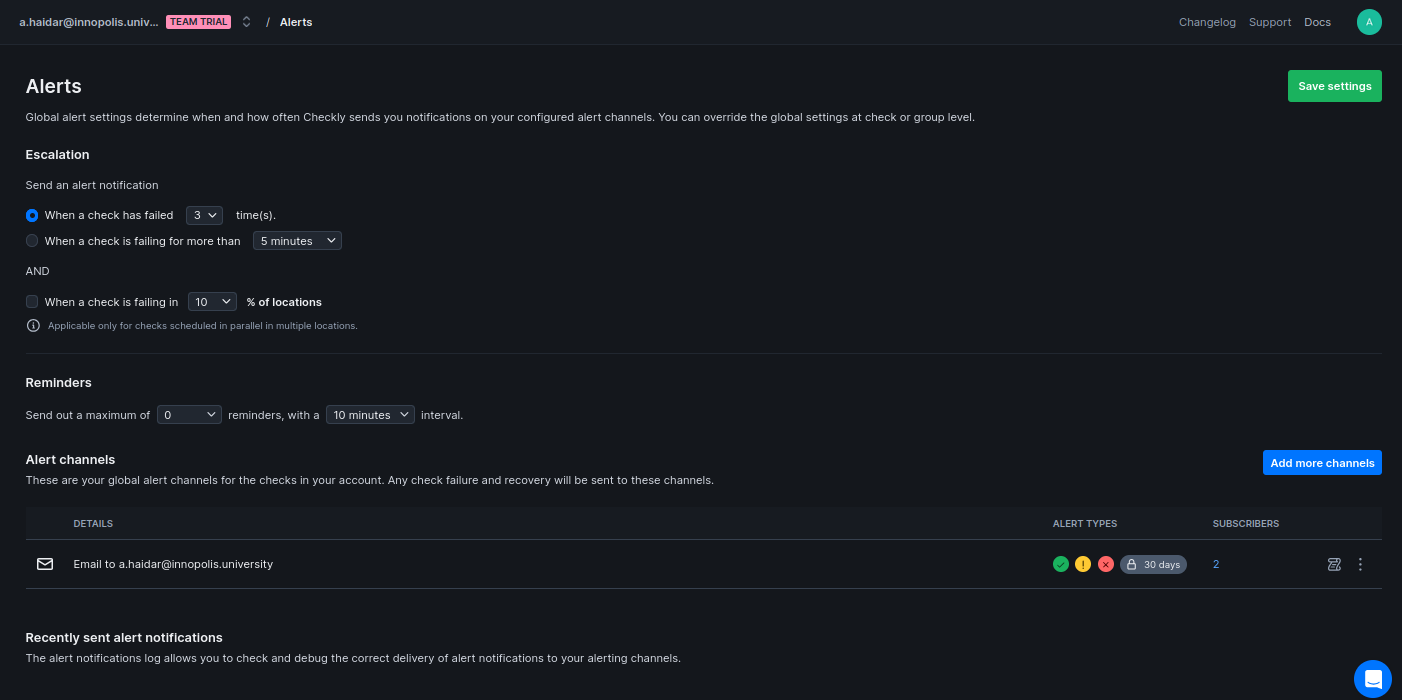 a.haidar@innopolis.univ... TEAM TRIAL / Alerts Changelog Support Docs A
Alerts Save settings
Global alert settings determine when and how often Checkly sends you notifications on your configured alert channels. You can override the global settings at check or group level.
Escalation
Send an alert notification
When a check has failed 3 time(s).
When a check is failing for more than 5 minutes
AND
When a check is failing in 10 % of locations
Applicable only for checks scheduled in parallel in multiple locations.
Reminders
Send out a maximum of 0 reminders, with a 10 minutes interval.
Alert channels Add more channels
These are your global alert channels for the checks in your account. Any check failure and recovery will be sent to these channels.
DETAILS ALERT TYPES SUBSCRIBERS
Email to a.haidar@innopolis.university 30 days 2
Recently sent alert notifications
The alert notifications log allows you to check and debug the correct delivery of alert notifications to your alerting channels.